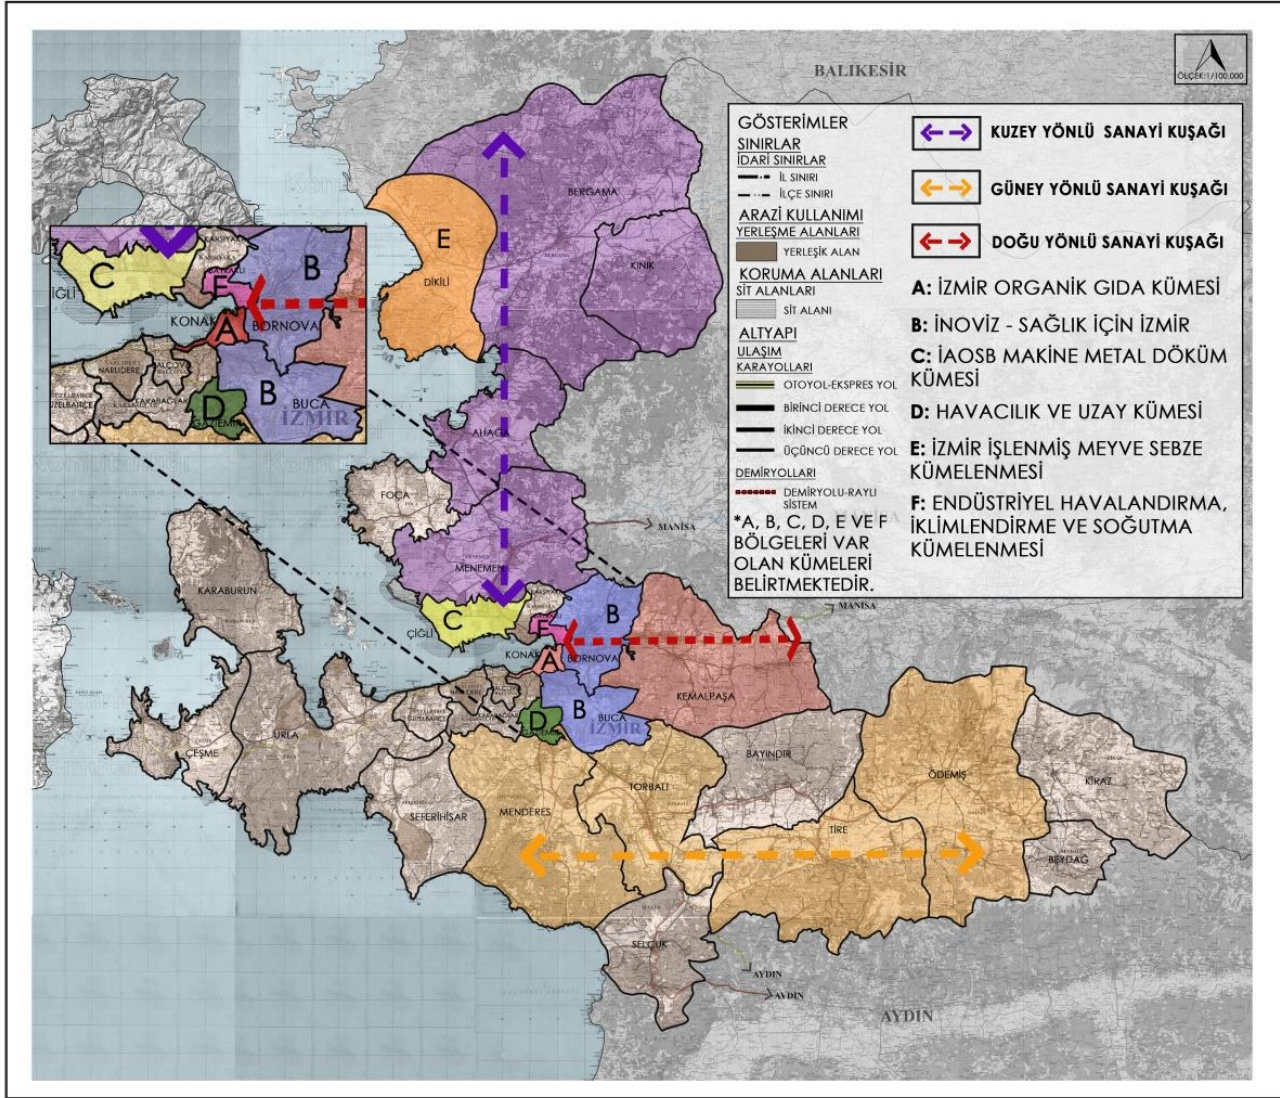 BALIKESİR
ÖLÇEK:1/100.000
GÖSTERİMLER
SINIRLAR
İDARİ SINIRLAR
İL SINIRI
İLÇE SINIRI
ARAZİ KULLANIMI
YERLEŞME ALANLARI
YERLEŞİK ALAN
KORUMA ALANLARI
SİT ALANLARI
SİT ALANI
ALTYAPI
ULAŞIM
KARAYOLLARI
OTOYOL-EKSPRES YOL
BİRİNCİ DERECE YOL
İKİNCİ DERECE YOL
ÜÇÜNCÜ DERECE YOL
DEMİRYOLLARI
DEMİRYOLU-RAYLI
SİSTEM
*A, B, C, D, E VE F
BÖLGELERİ VAR
OLAN KÜMELERİ
BELİRTMEKTEDİR.
KUZEY YÖNLÜ SANAYİ KUŞAĞI
GÜNEY YÖNLÜ SANAYİ KUŞAĞI
DOĞU YÖNLÜ SANAYİ KUŞAĞI
A: İZMİR ORGANİK GIDA KÜMESİ
B: İNOVİZ - SAĞLIK İÇİN İZMİR
C: İAOSB MAKİNE METAL DÖKÜM
KÜMESİ
D: HAVACILIK VE UZAY KÜMESİ
E: İZMİR İŞLENMİŞ MEYVE SEBZE
KÜMELENMESİ
F: ENDÜSTRİYEL HAVALANDIRMA,
İKLİMLENDİRME VE SOĞUTMA
KÜMELENMESİ
BERGAMA
KINIK
E
DİKİLİ
KARŞIYAKA
C
F
B
İĞLİ
KONAK
A
BORNOVA
NARLIDERE
B
D
BUCA
GAZİEMİR
İZMİR
ALİAĞA
FOÇA
MANİSA
MENEMEN
KARABURUN
C
B
F
ÇİĞLİ
MANİSA
KONAK
A
BORNOVA
KEMALPAŞA
D
B
BUCA
İZMİR
ÇEŞME
URLA
GÜZELBAHÇE
SEFERİHİSAR
MENDERES
TORBALI
BAYINDIR
ÖDEMİŞ
KİRAZ
TİRE
BEYDAĞ
SELÇUK
AYDIN
AYDIN
AYDIN